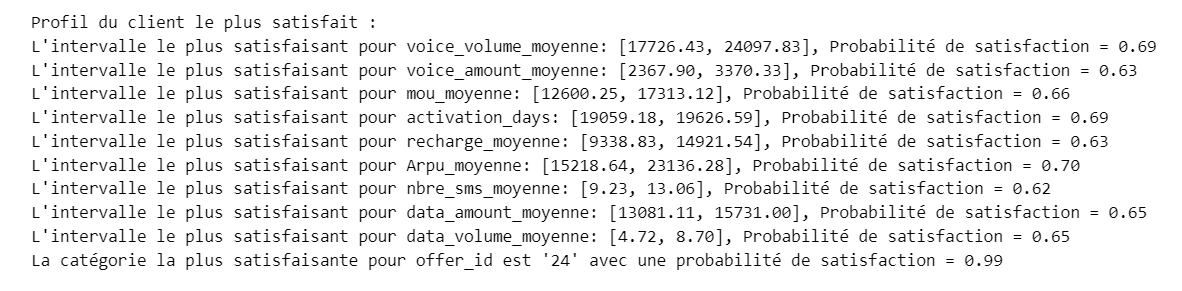 Profil du client le plus satisfait :
L'intervalle le plus satisfaisant pour voice_volume_moyenne: [17726.43, 24097.83], Probabilité de satisfaction = 0.69
L'intervalle le plus satisfaisant pour voice_amount_moyenne: [2367.90, 3370.33], Probabilité de satisfaction = 0.63
L'intervalle le plus satisfaisant pour mou_moyenne: [12600.25, 17313.12], Probabilité de satisfaction = 0.66
L'intervalle le plus satisfaisant pour activation_days: [19059.18, 19626.59], Probabilité de satisfaction = 0.69
L'intervalle le plus satisfaisant pour recharge_moyenne: [9338.83, 14921.54], Probabilité de satisfaction = 0.63
L'intervalle le plus satisfaisant pour Arpu_moyenne: [15218.64, 23136.28], Probabilité de satisfaction = 0.70
L'intervalle le plus satisfaisant pour nbre_sms_moyenne: [9.23, 13.06], Probabilité de satisfaction = 0.62
L'intervalle le plus satisfaisant pour data_amount_moyenne: [13081.11, 15731.00], Probabilité de satisfaction = 0.65
L'intervalle le plus satisfaisant pour data_volume_moyenne: [4.72, 8.70], Probabilité de satisfaction = 0.65
La catégorie la plus satisfaisante pour offer_id est '24' avec une probabilité de satisfaction = 0.99